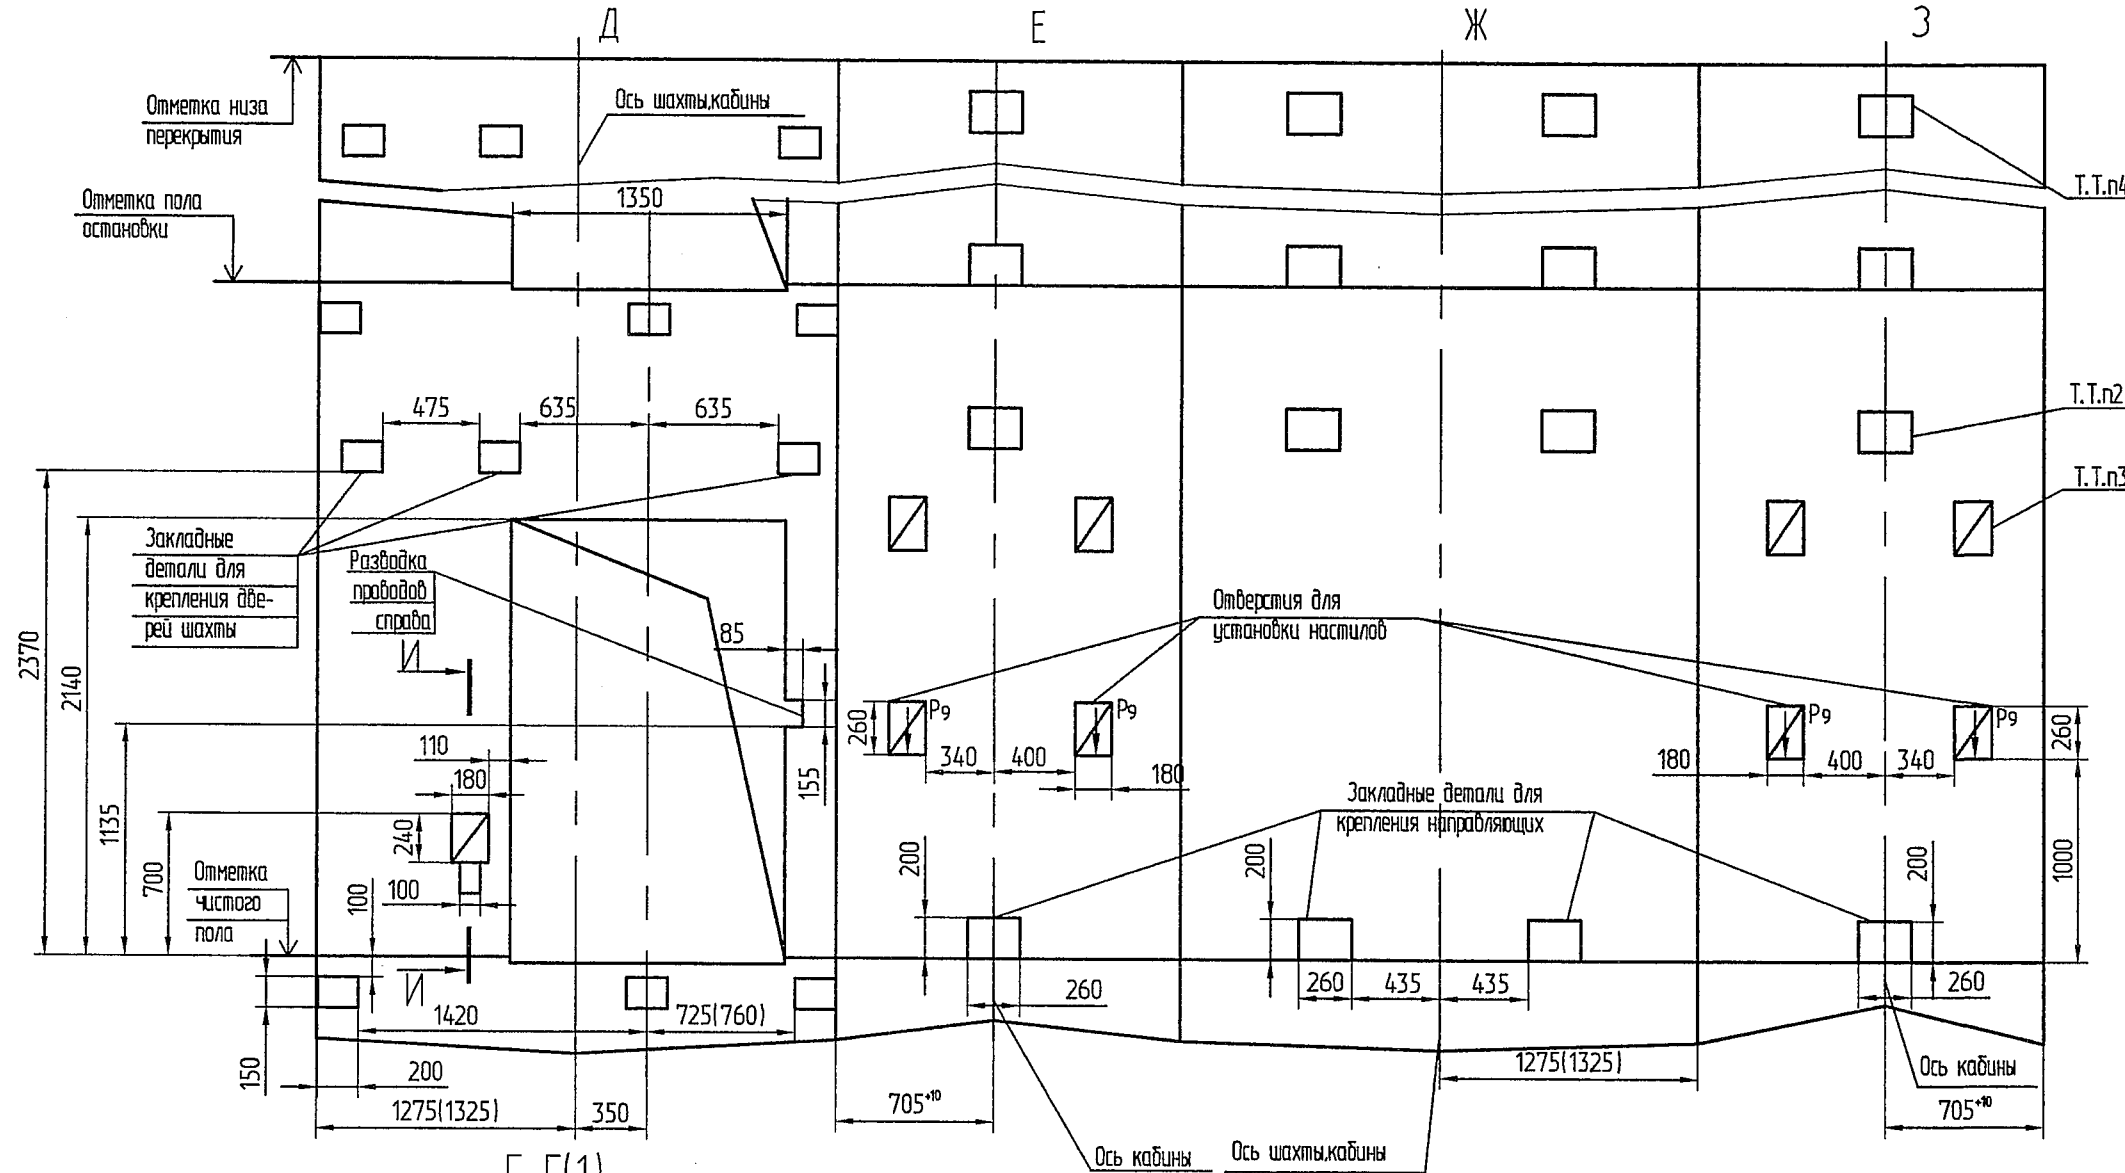 Д
Е
Ж
З
Отметка низа
перекрытия
Ось шахты,кабины
Т.Т.п4
Отметка пола
остановки
1350
Т.Т.п2
475
635
635
Т.Т.п3
Закладные
детали для
крепления две-
рей шахты
Разводка
проводов
справа
Отверстия для
установки настилов
И
85
2370
2140
1135
700
110
180
240
100
100
155
260
Р9
Р9
340
400
180
Р9
Р9
180
400
340
260
1000
Закладные детали для
крепления направляющих
Отметка
чистого
пола
200
200
200
И
1420
725(760)
260
260
435
435
260
150
200
1275(1325)
350
705⁺¹⁰
1275(1325)
Ось кабины
705⁺¹⁰
Ось кабины
Ось шахты,кабины
Г-Г(1)